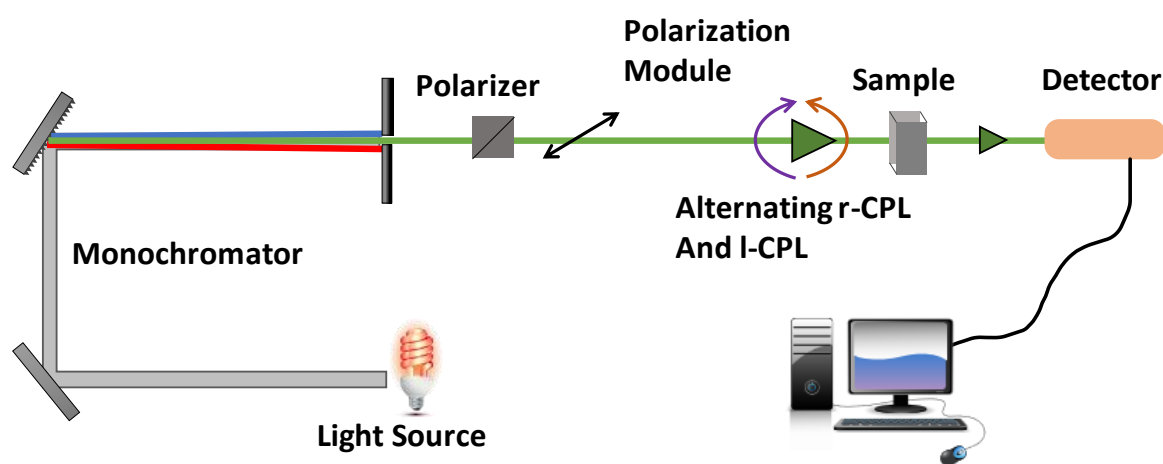 Polarization
Module
Polarizer
Sample
Detector
Alternating r-CPL
And l-CPL
Monochromator
Light Source